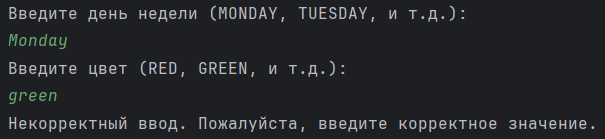 Введите день недели (MONDAY, TUESDAY, и т.д.):
Monday
Введите цвет (RED, GREEN, и т.д.):
green
Некорректный ввод. Пожалуйста, введите корректное значение.